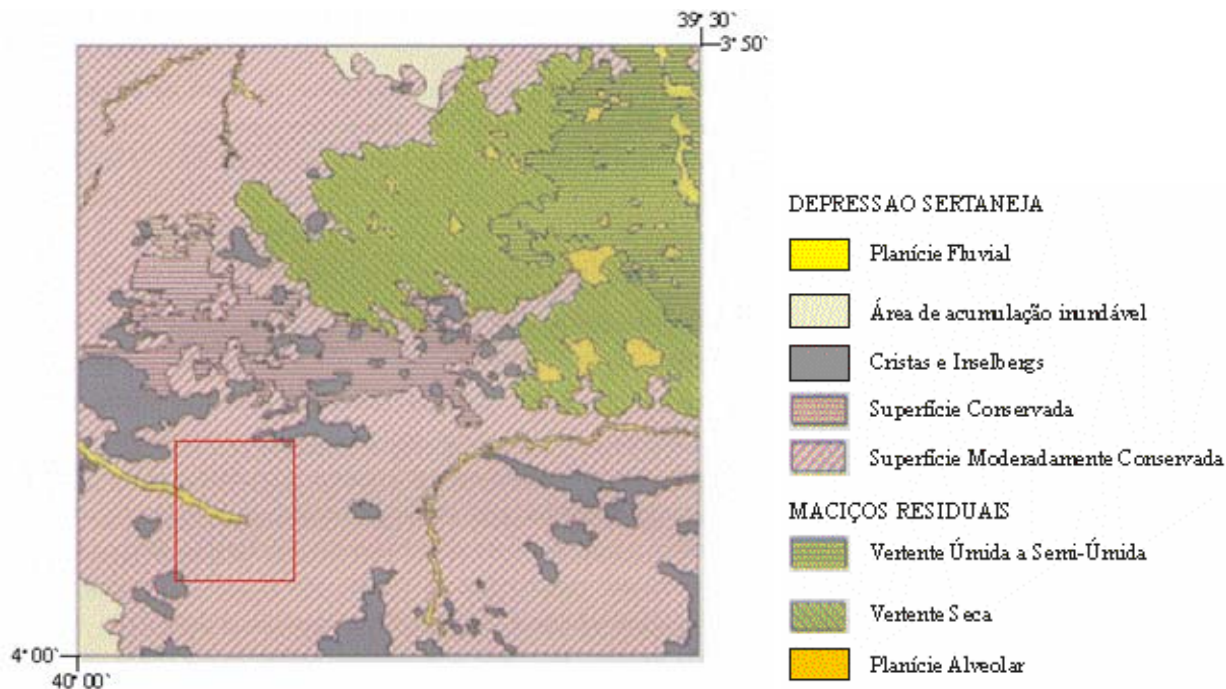 39° 30`
3° 50`
DEPRESSAO SERTANEJA
Planície Fluvial
Área de acumulação inundável
Cristas e Inselbergs
Superfície Conservada
Superfície Moderadamente Conservada
MACIÇOS RESIDUAIS
Vertente Úmida a Semi-Úmida
Vertente Seca
Planície Alveolar
4° 00`
40° 00`